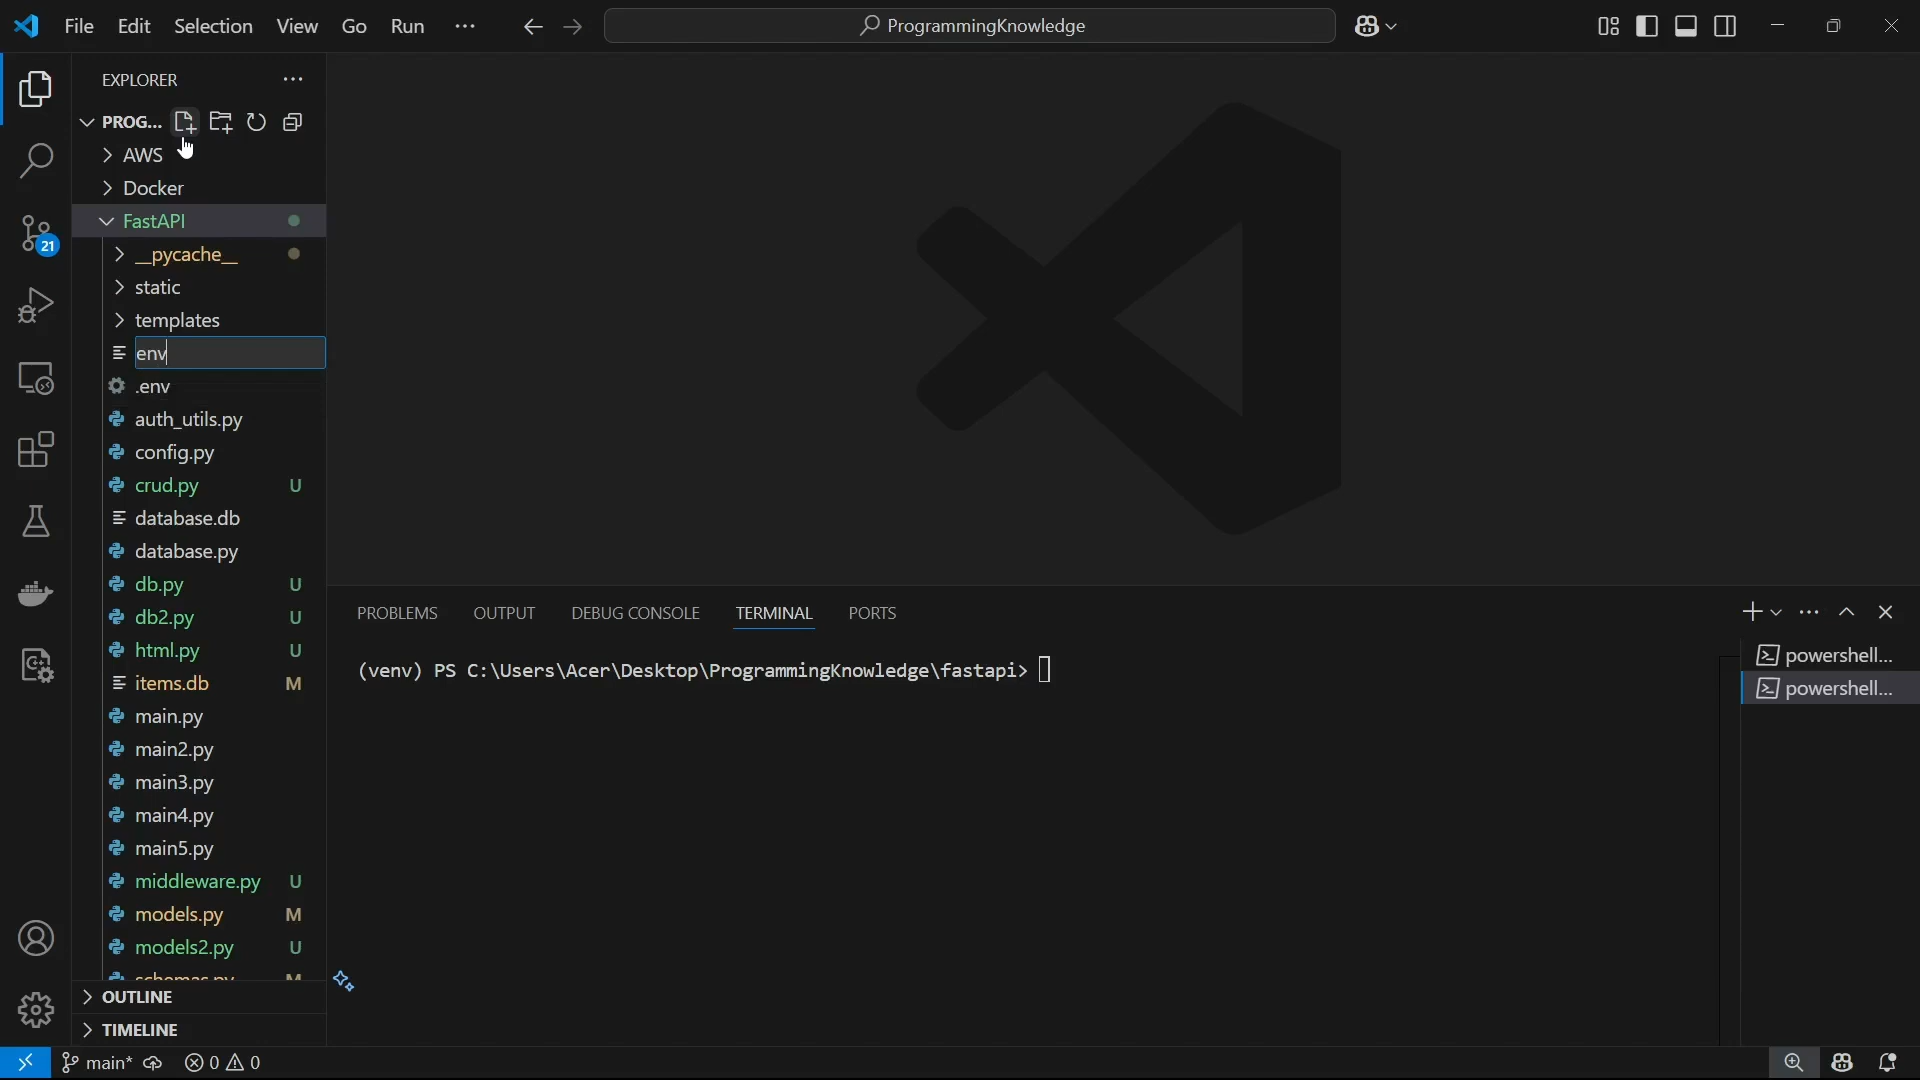 File Edit Selection View Go Run ProgrammingKnowledge
EXPLORER
PROG...
AWS
Docker
FastAPI
__pycache__
static
templates
env
.env
auth_utils.py
config.py
crud.py U
database.db
database.py
db.py U
db2.py U
html.py U
items.db M
main.py
main2.py
main3.py
main4.py
main5.py
middleware.py U
models.py M
models2.py U
schemas.py M
OUTLINE
TIMELINE
21
PROBLEMS OUTPUT DEBUG CONSOLE TERMINAL PORTS
(venv) PS C:\Users\Acer\Desktop\ProgrammingKnowledge\fastapi>
powershell...
powershell...
main* 0 0